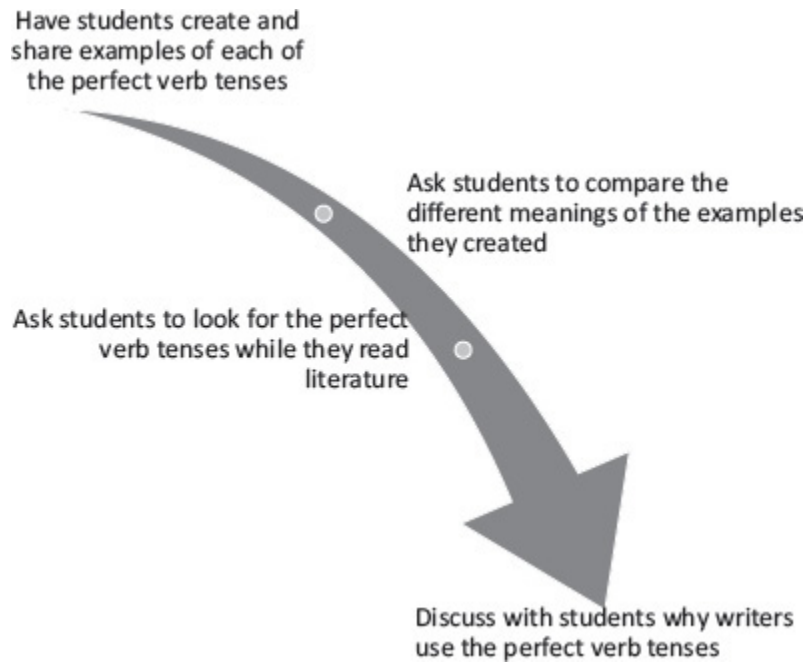 Have students create and
share examples of each of
the perfect verb tenses
Ask students to compare the
different meanings of the examples
they created
Ask students to look for the perfect
verb tenses while they read
literature
Discuss with students why writers
use the perfect verb tenses